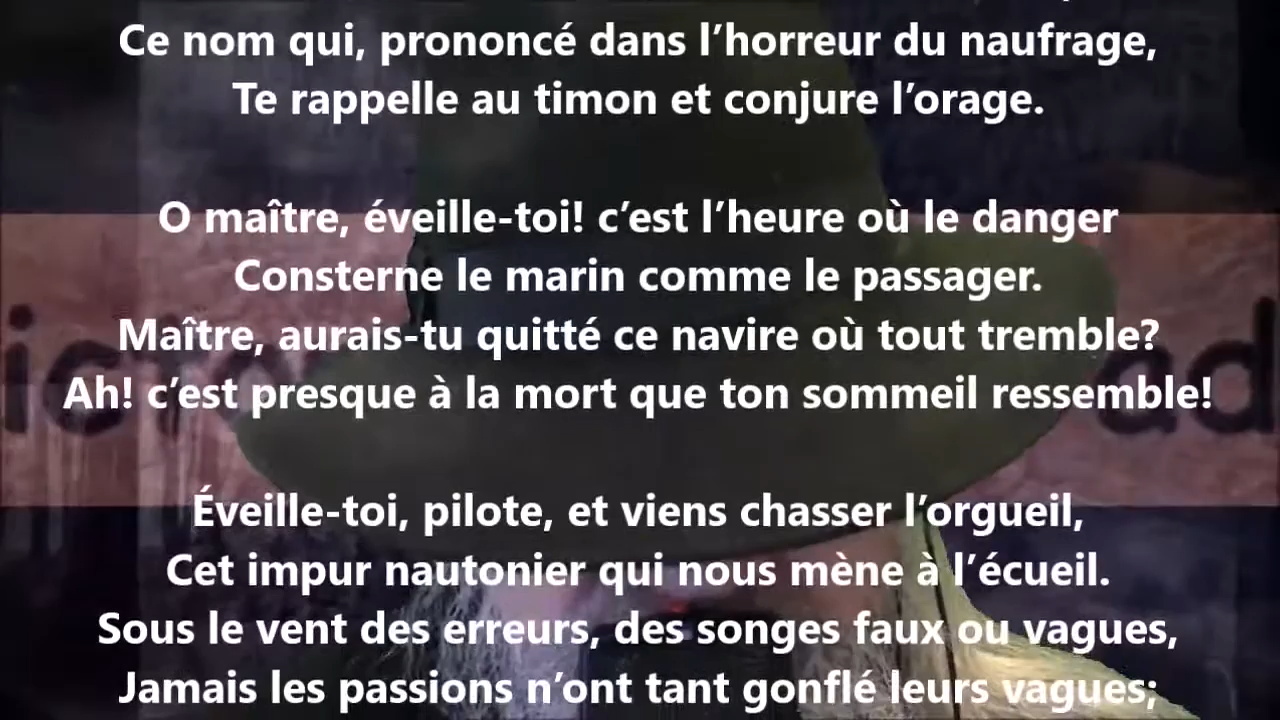 Ce nom qui, prononcé dans l’horreur du naufrage,
Te rappelle au timon et conjure l’orage.
O maître, éveille-toi! c’est l’heure où le danger
Consterne le marin comme le passager.
Maître, aurais-tu quitté ce navire où tout tremble?
Ah! c’est presque à la mort que ton sommeil ressemble!
Éveille-toi, pilote, et viens chasser l’orgueil,
Cet impur nautonier qui nous mène à l’écueil.
Sous le vent des erreurs, des songes faux ou vagues,
Jamais les passions n’ont tant gonflé leurs vagues;